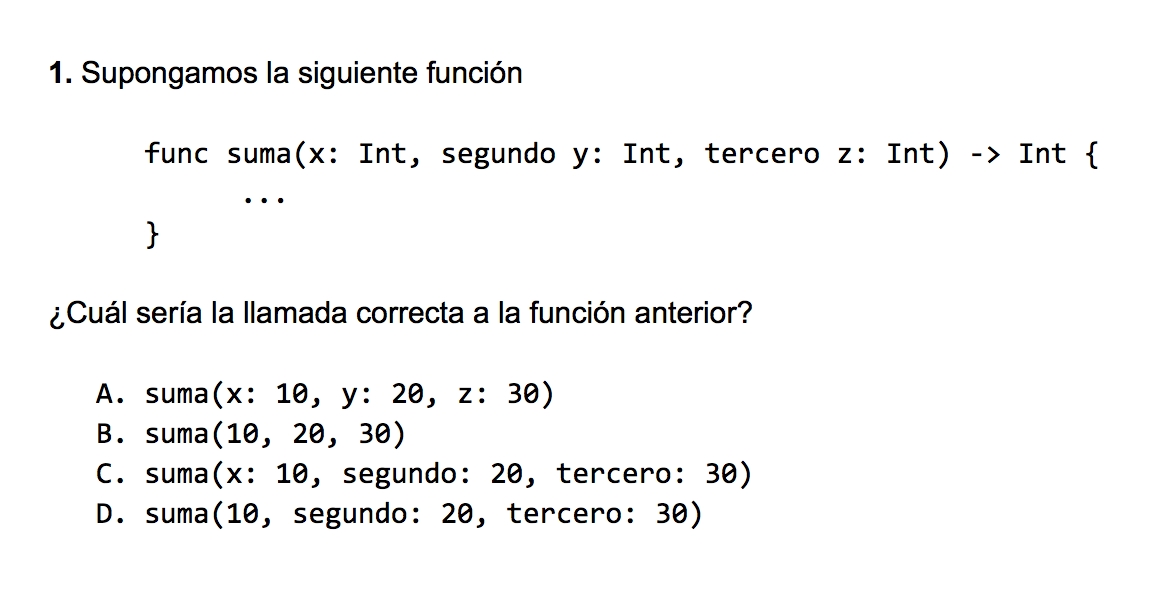 1. Supongamos la siguiente función
func suma(x: Int, segundo y: Int, tercero z: Int) -> Int {
...
}
¿Cuál sería la llamada correcta a la función anterior?
A. suma(x: 10, y: 20, z: 30)
B. suma(10, 20, 30)
C. suma(x: 10, segundo: 20, tercero: 30)
D. suma(10, segundo: 20, tercero: 30)